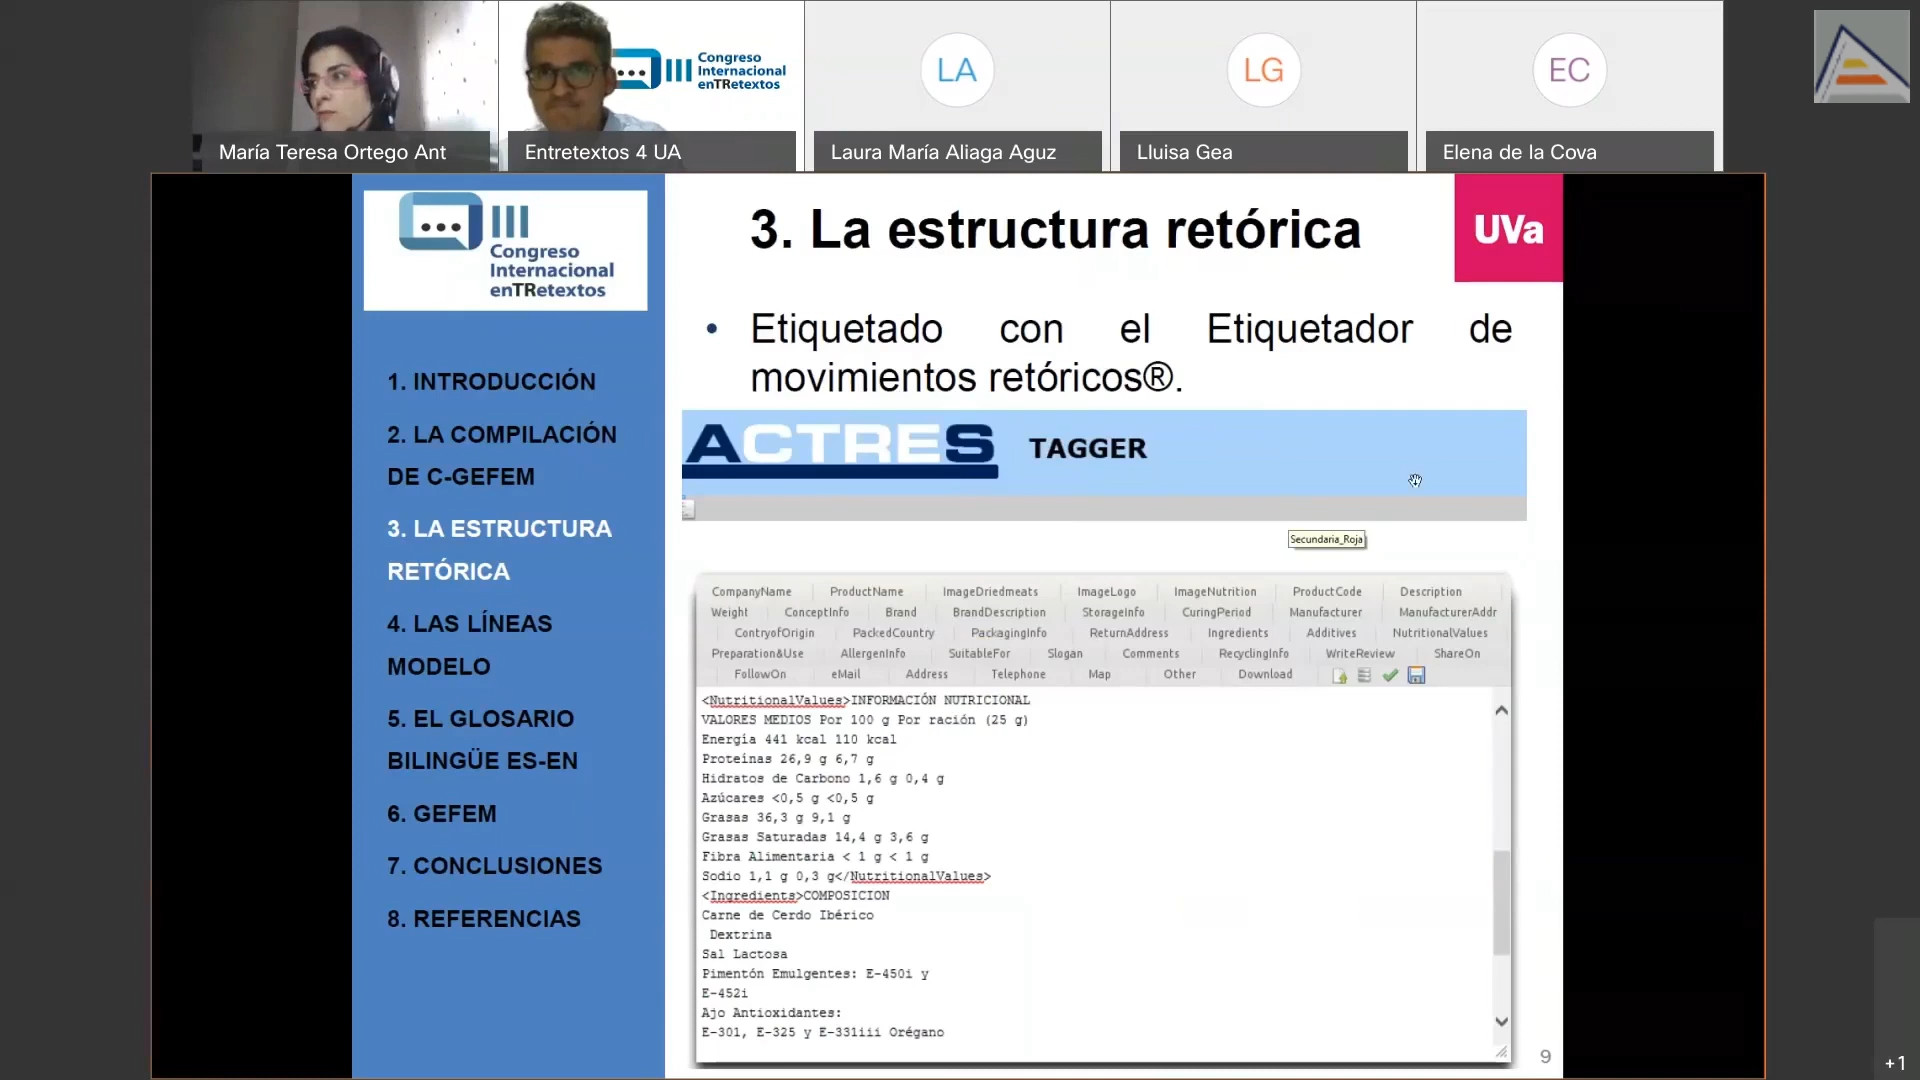 III Congreso
Internacional
enTRetextos
LA
LG
EC
María Teresa Ortego Ant
Entretextos 4 UA
Laura María Aliaga Aguz
Lluisa Gea
Elena de la Cova
III
Congreso
Internacional
enTRetextos
1. INTRODUCCIÓN
2. LA COMPILACIÓN
DE C-GEFEM
3. LA ESTRUCTURA
RETÓRICA
4. LAS LÍNEAS
MODELO
5. EL GLOSARIO
BILINGÜE ES-EN
6. GEFEM
7. CONCLUSIONES
8. REFERENCIAS
3. La estructura retórica
UVa
• Etiquetado con el Etiquetador de
movimientos retóricos®.
ACTRES TAGGER
Secundaria_Roja
CompanyName ProductName ImageDriedmeats ImageLogo ImageNutrition ProductCode Description
Weight ConceptInfo Brand BrandDescription StorageInfo CuringPeriod Manufacturer ManufacturerAddr
ContryofOrigin PackedCountry PackagingInfo ReturnAddress Ingredients Additives NutritionalValues
Preparation&Use AllergenInfo SuitableFor Slogan Comments RecyclingInfo WriteReview ShareOn
FollowOn eMail Address Telephone Map Other Download
<NutritionalValues>INFORMACIÓN NUTRICIONAL
VALORES MEDIOS Por 100 g Por ración (25 g)
Energía 441 kcal 110 kcal
Proteínas 26,9 g 6,7 g
Hidratos de Carbono 1,6 g 0,4 g
Azúcares <0,5 g <0,5 g
Grasas 36,3 g 9,1 g
Grasas Saturadas 14,4 g 3,6 g
Fibra Alimentaria < 1 g < 1 g
Sodio 1,1 g 0,3 g</NutritionalValues>
<Ingredients>COMPOSICION
Carne de Cerdo Ibérico
Dextrina
Sal Lactosa
Pimentón Emulgentes: E-450i y
E-452i
Ajo Antioxidantes:
E-301, E-325 y E-331iii Orégano
9
+1